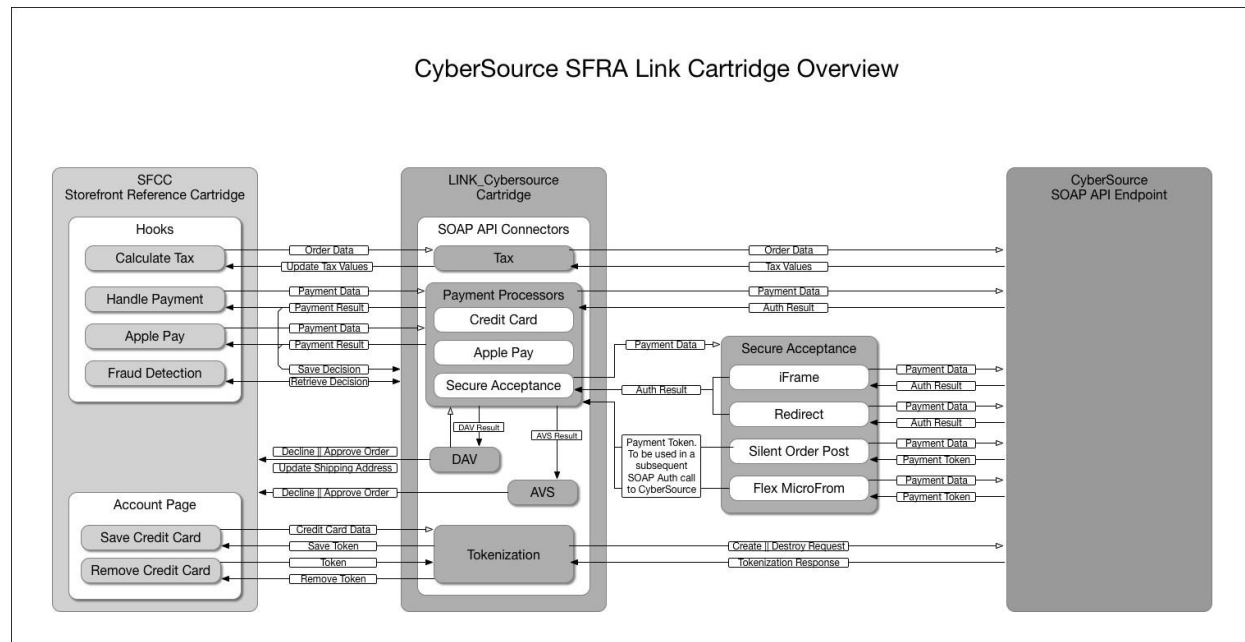 CyberSource SFRA Link Cartridge Overview
SFCC
Storefront Reference Cartridge
Hooks
Calculate Tax
Handle Payment
Apple Pay
Fraud Detection
Account Page
Save Credit Card
Remove Credit Card
Order Data
Update Tax Values
Payment Data
Payment Result
Payment Data
Payment Result
Save Decision
Retrieve Decision
Decline || Approve Order
Update Shipping Address
Decline || Approve Order
Credit Card Data
Save Token
Token
Remove Token
LINK_Cybersource
Cartridge
SOAP API Connectors
Tax
Payment Processors
Credit Card
Apple Pay
Secure Acceptance
DAV Result
AVS Result
DAV
AVS
Tokenization
Order Data
Tax Values
Payment Data
Auth Result
Payment Data
Auth Result
Payment Token.
To be used in a
subsequent
SOAP Auth call
to CyberSource
Create || Destroy Request
Tokenization Response
Secure Acceptance
iFrame
Redirect
Silent Order Post
Flex MicroFrom
Payment Data
Auth Result
Payment Data
Auth Result
Payment Data
Payment Token
Payment Data
Payment Token
CyberSource
SOAP API Endpoint